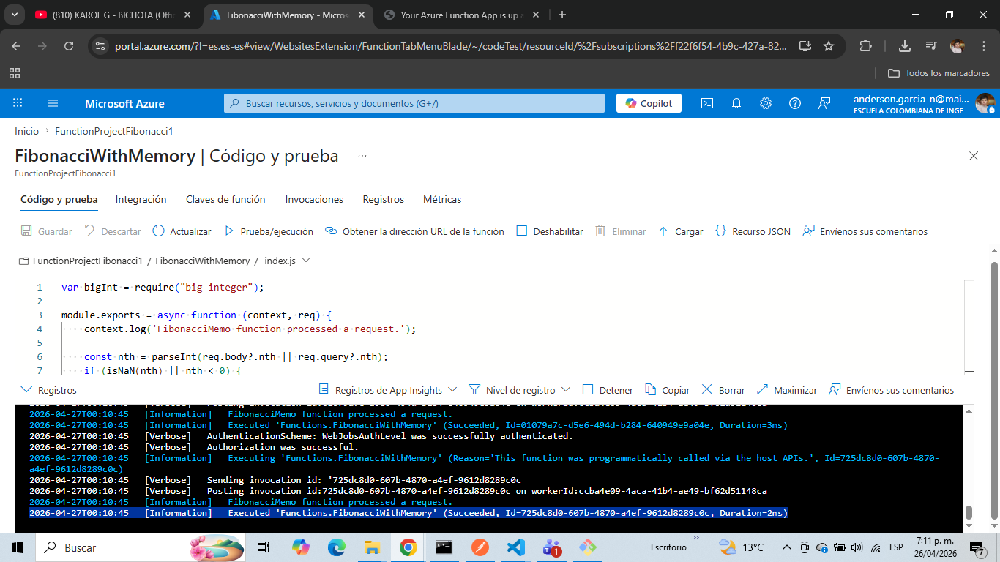 (810) KAROL G - BICHOTA (Offi
FibonacciWithMemory - Micros
Your Azure Function App is up a
portal.azure.com/?l=es.es-es#view/WebsitesExtension/FunctionTabMenuBlade/~/codeTest/resourceId/%2Fsubscriptions%2Ff22f6f54-4b9c-427a-82...
Todos los marcadores
Microsoft Azure
Buscar recursos, servicios y documentos (G+/)
Copilot
anderson.garcia-n@mai...
ESCUELA COLOMBIANA DE INGE...
Inicio > FunctionProjectFibonacci1
FibonacciWithMemory | Código y prueba ...
FunctionProjectFibonacci1
Código y prueba Integración Claves de función Invocaciones Registros Métricas
Guardar Descartar Actualizar Prueba/ejecución Obtener la dirección URL de la función Deshabilitar Eliminar Cargar Recurso JSON Envíenos sus comentarios
FunctionProjectFibonacci1 / FibonacciWithMemory / index.js
1 var bigInt = require("big-integer");
2
3 module.exports = async function (context, req) {
4 context.log('FibonacciMemo function processed a request.');
5
6 const nth = parseInt(req.body?.nth || req.query?.nth);
7 if (isNaN(nth) || nth < 0) {
Registros Registros de App Insights Nivel de registro Detener Copiar Borrar Maximizar Envíenos sus comentarios
2026-04-27T00:10:45 [Information] FibonacciMemo function processed a request.
2026-04-27T00:10:45 [Information] Executed 'Functions.FibonacciWithMemory' (Succeeded, Id=01079a7c-d5e6-494d-b284-640949e9a04e, Duration=3ms)
2026-04-27T00:10:45 [Verbose] AuthenticationScheme: WebJobsAuthLevel was successfully authenticated.
2026-04-27T00:10:45 [Verbose] Authorization was successful.
2026-04-27T00:10:45 [Information] Executing 'Functions.FibonacciWithMemory' (Reason='This function was programmatically called via the host APIs.', Id=725dc8d0-607b-4870-
a4ef-9612d8289c0c)
2026-04-27T00:10:45 [Verbose] Sending invocation id: '725dc8d0-607b-4870-a4ef-9612d8289c0c
2026-04-27T00:10:45 [Verbose] Posting invocation id:725dc8d0-607b-4870-a4ef-9612d8289c0c on workerId:ccba4e09-4aca-41b4-ae49-bf62d51148ca
2026-04-27T00:10:45 [Information] FibonacciMemo function processed a request.
2026-04-27T00:10:45 [Information] Executed 'Functions.FibonacciWithMemory' (Succeeded, Id=725dc8d0-607b-4870-a4ef-9612d8289c0c, Duration=2ms)
Buscar
1
Escritorio
13°C
ESP
7:11 p. m.
26/04/2026
7